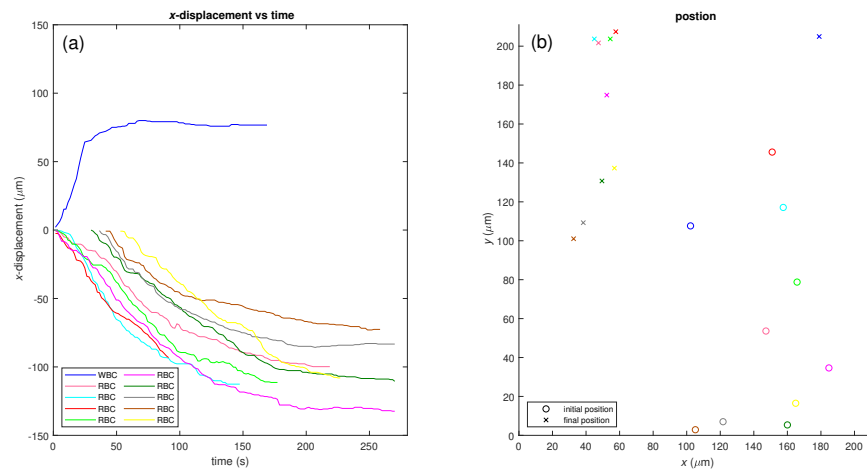 x-displacement vs time
(a)
x-displacement (μm)
150
100
50
0
-50
-100
-150
WBC RBC
RBC RBC
RBC RBC
RBC RBC
RBC RBC
0 50 100 150 200 250
time (s)
postion
(b)
y (μm)
200
180
160
140
120
100
80
60
40
20
0
initial position
final position
0 20 40 60 80 100 120 140 160 180 200
x (μm)